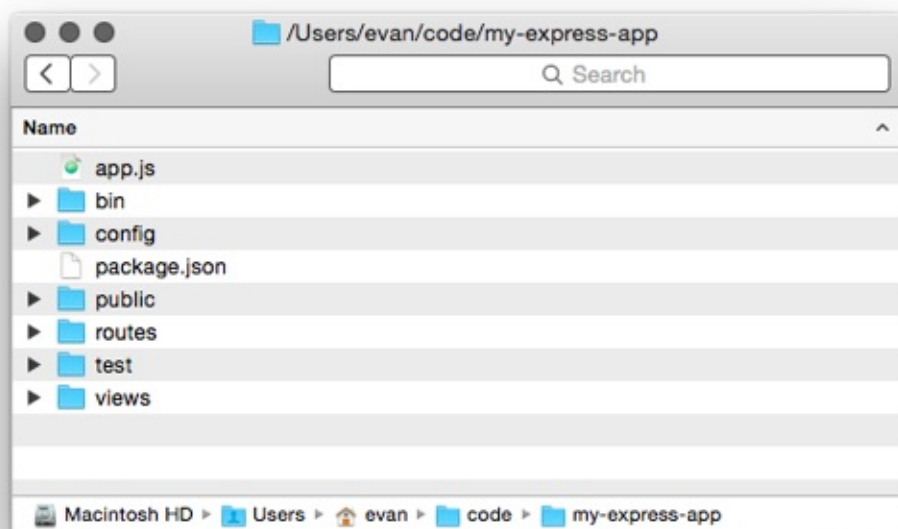 /Users/evan/code/my-express-app
Search
Name
app.js
bin
config
package.json
public
routes
test
views
Macintosh HD ▸ Users ▸ evan ▸ code ▸ my-express-app